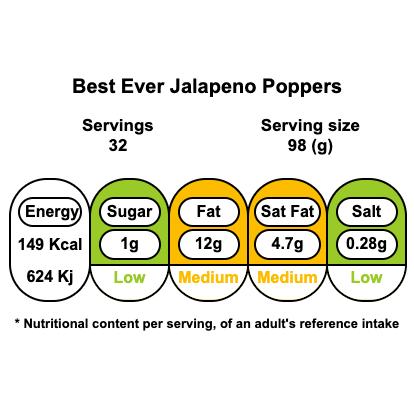 Best Ever Jalapeno Poppers
Servings
32
Serving size
98 (g)
Energy
149 Kcal
624 Kj
Sugar
1g
Low
Fat
12g
Medium
Sat Fat
4.7g
Medium
Salt
0.28g
Low
* Nutritional content per serving, of an adult's reference intake